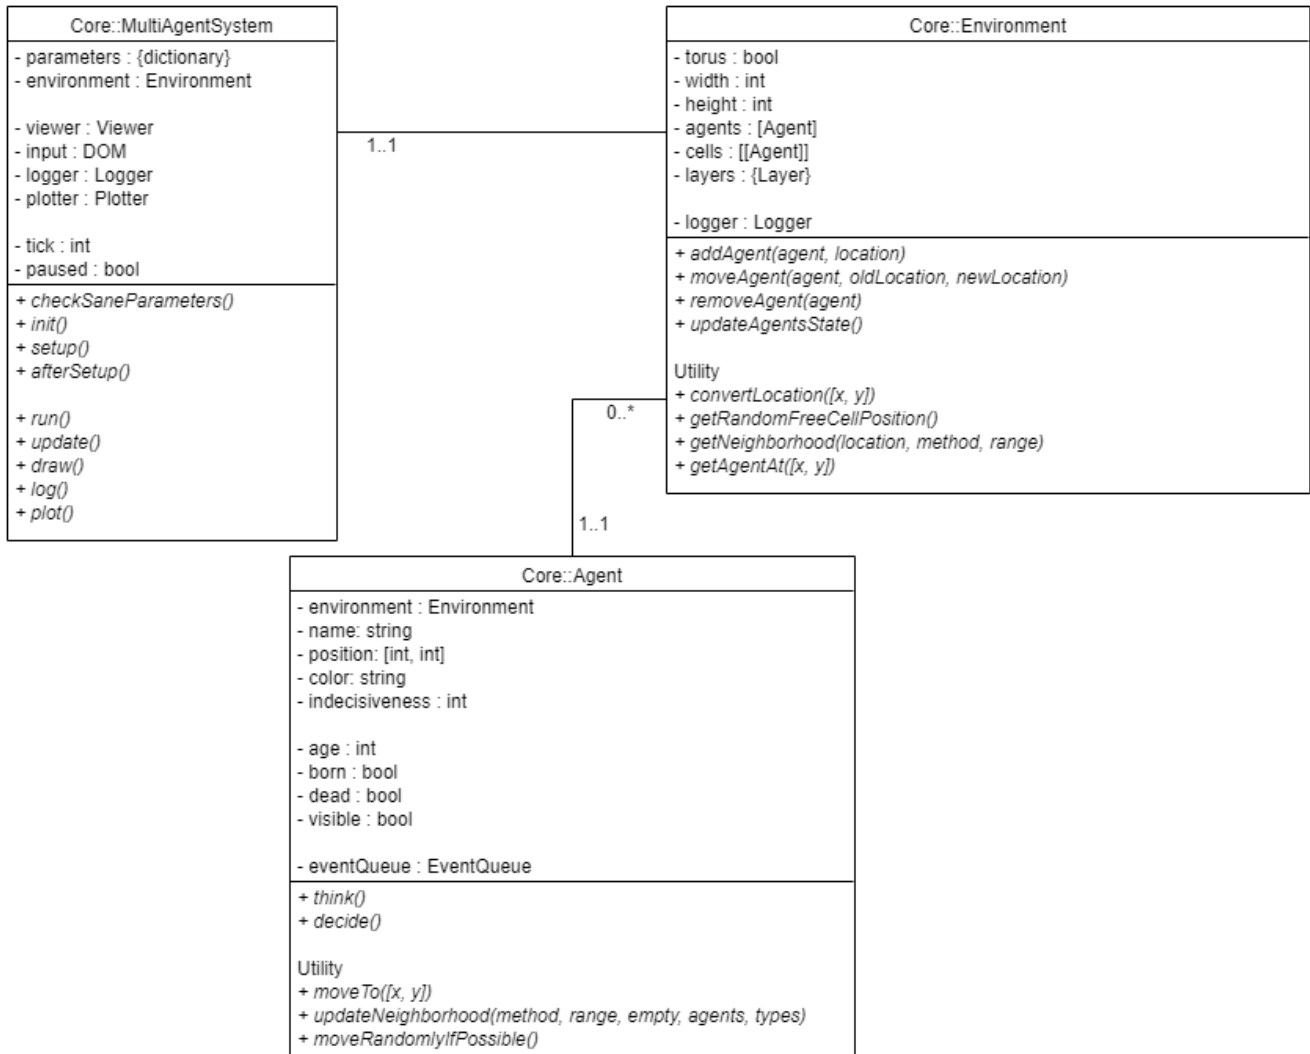 Core::MultiAgentSystem
- parameters : {dictionary}
- environment : Environment
- viewer : Viewer
- input : DOM
- logger : Logger
- plotter : Plotter
- tick : int
- paused : bool
+ checkSaneParameters()
+ init()
+ setup()
+ afterSetup()
+ run()
+ update()
+ draw()
+ log()
+ plot()
1..1
Core::Environment
- torus : bool
- width : int
- height : int
- agents : [Agent]
- cells : [[Agent]]
- layers : {Layer}
- logger : Logger
+ addAgent(agent, location)
+ moveAgent(agent, oldLocation, newLocation)
+ removeAgent(agent)
+ updateAgentsState()
Utility
+ convertLocation([x, y])
+ getRandomFreeCellPosition()
+ getNeighborhood(location, method, range)
+ getAgentAt([x, y])
0..*
1..1
Core::Agent
- environment : Environment
- name: string
- position: [int, int]
- color: string
- indecisiveness : int
- age : int
- born : bool
- dead : bool
- visible : bool
- eventQueue : EventQueue
+ think()
+ decide()
Utility
+ moveTo([x, y])
+ updateNeighborhood(method, range, empty, agents, types)
+ moveRandomlyIfPossible()